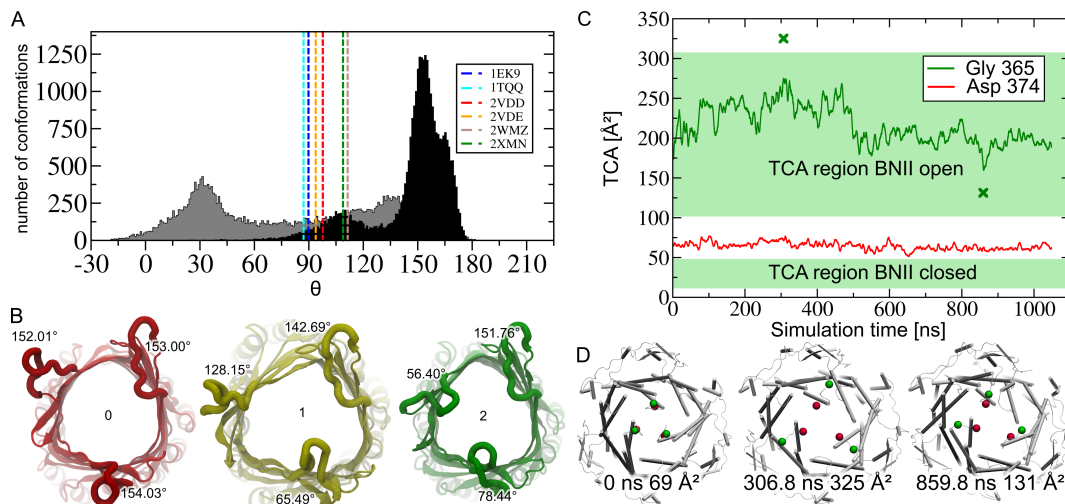 A
number of conformations
1250
1000
750
500
250
0
-30 0 30 60 90 120 150 180 210
θ
1EK9
1TQQ
2VDD
2VDE
2WMZ
2XMN
B
152.01°
153.00°
0
154.03°
142.69°
128.15°
1
65.49°
151.76°
56.40°
2
78.44°
C
TCA [Å²]
350
300
250
200
150
100
50
0
Gly 365
Asp 374
TCA region BNII open
TCA region BNII closed
0 200 400 600 800 1000
Simulation time [ns]
D
0 ns 69 Å²
306.8 ns 325 Å²
859.8 ns 131 Å²